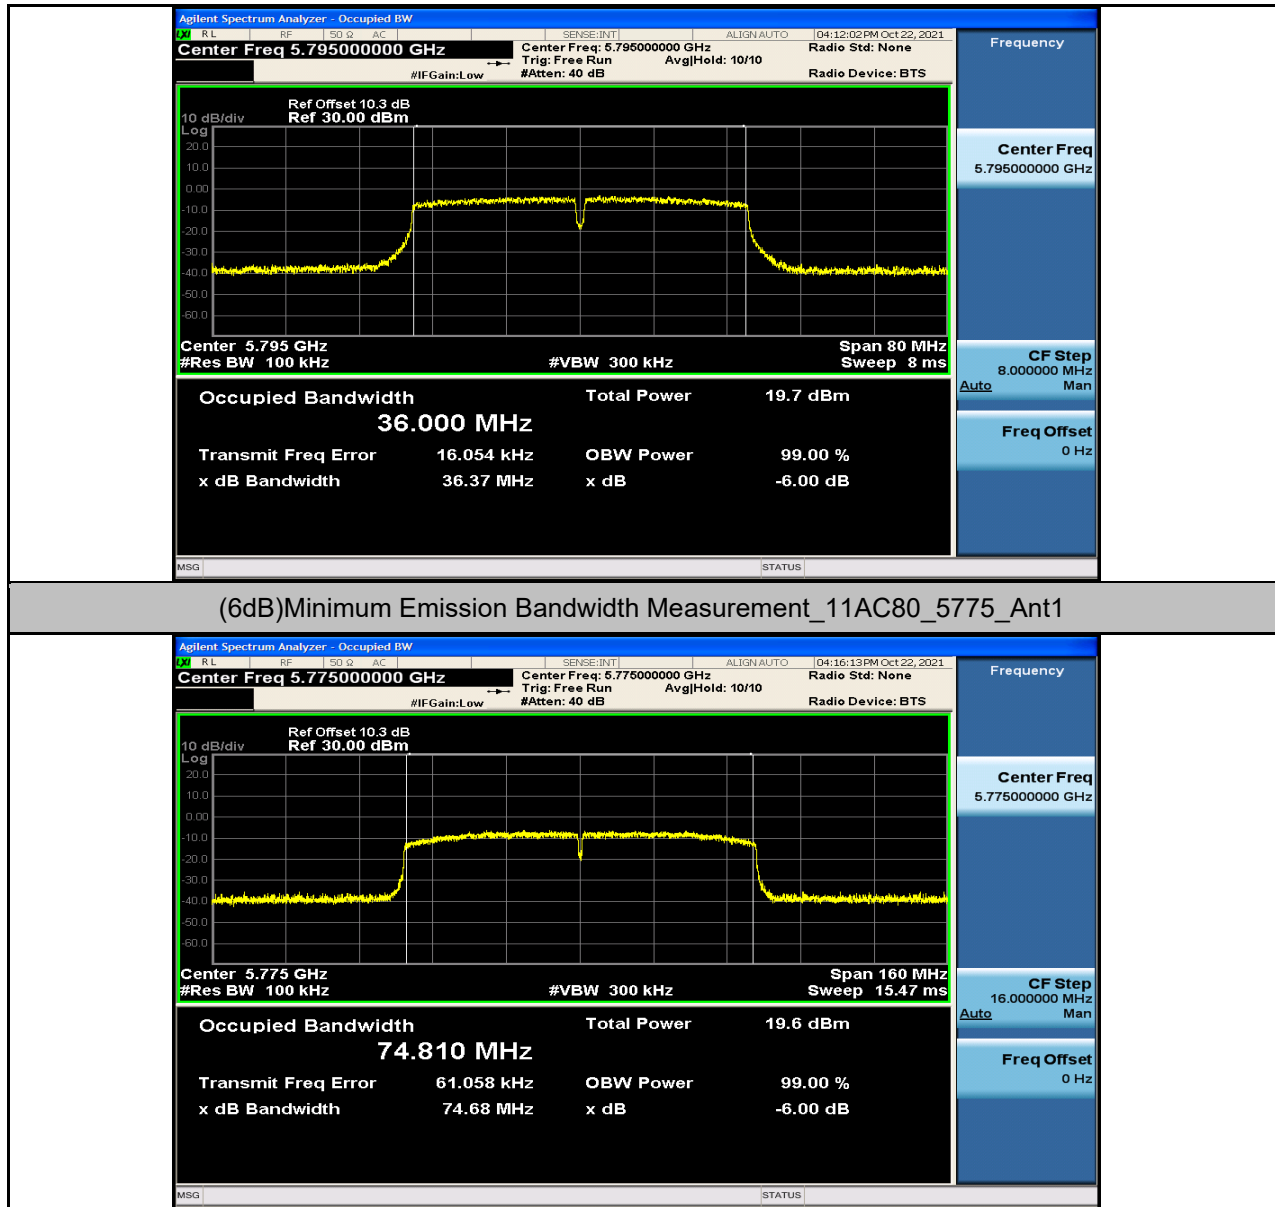 Agilent Spectrum Analyzer - Occupied BW
LXI RL RF 50 Ω AC SENSE:INT ALIGN AUTO 04:12:02 PM Oct 22, 2021
Center Freq 5.795000000 GHz
Center Freq: 5.795000000 GHz Radio Std: None
Trig: Free Run Avg|Hold: 10/10
#IFGain:Low #Atten: 40 dB Radio Device: BTS
Frequency
Ref Offset 10.3 dB
10 dB/div Ref 30.00 dBm
Log
20.0
10.0
0.00
-10.0
-20.0
-30.0
-40.0
-50.0
-60.0
Center Freq
5.795000000 GHz
Center 5.795 GHz Span 80 MHz
#Res BW 100 kHz #VBW 300 kHz Sweep 8 ms
CF Step
8.000000 MHz
Auto Man
Occupied Bandwidth Total Power 19.7 dBm
36.000 MHz
Transmit Freq Error 16.054 kHz OBW Power 99.00 %
x dB Bandwidth 36.37 MHz x dB -6.00 dB
Freq Offset
0 Hz
MSG STATUS
(6dB)Minimum Emission Bandwidth Measurement_11AC80_5775_Ant1
Agilent Spectrum Analyzer - Occupied BW
LXI RL RF 50 Ω AC SENSE:INT ALIGN AUTO 04:16:13 PM Oct 22, 2021
Center Freq 5.775000000 GHz
Center Freq: 5.775000000 GHz Radio Std: None
Trig: Free Run Avg|Hold: 10/10
#IFGain:Low #Atten: 40 dB Radio Device: BTS
Frequency
Ref Offset 10.3 dB
10 dB/div Ref 30.00 dBm
Log
20.0
10.0
0.00
-10.0
-20.0
-30.0
-40.0
-50.0
-60.0
Center Freq
5.775000000 GHz
Center 5.775 GHz Span 160 MHz
#Res BW 100 kHz #VBW 300 kHz Sweep 15.47 ms
CF Step
16.000000 MHz
Auto Man
Occupied Bandwidth Total Power 19.6 dBm
74.810 MHz
Transmit Freq Error 61.058 kHz OBW Power 99.00 %
x dB Bandwidth 74.68 MHz x dB -6.00 dB
Freq Offset
0 Hz
MSG STATUS